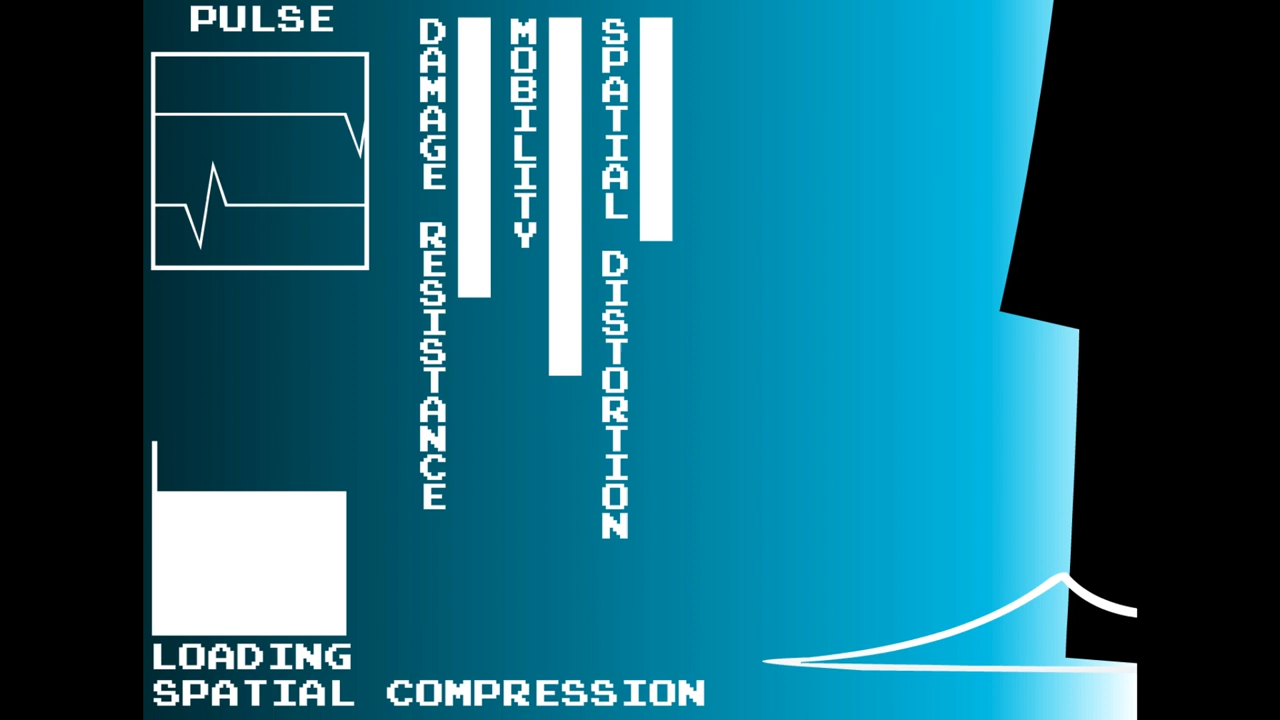 PULSE
DAMAGE RESISTANCE
MOBILITY
SPATIAL DISTORTION
LOADING
SPATIAL COMPRESSION